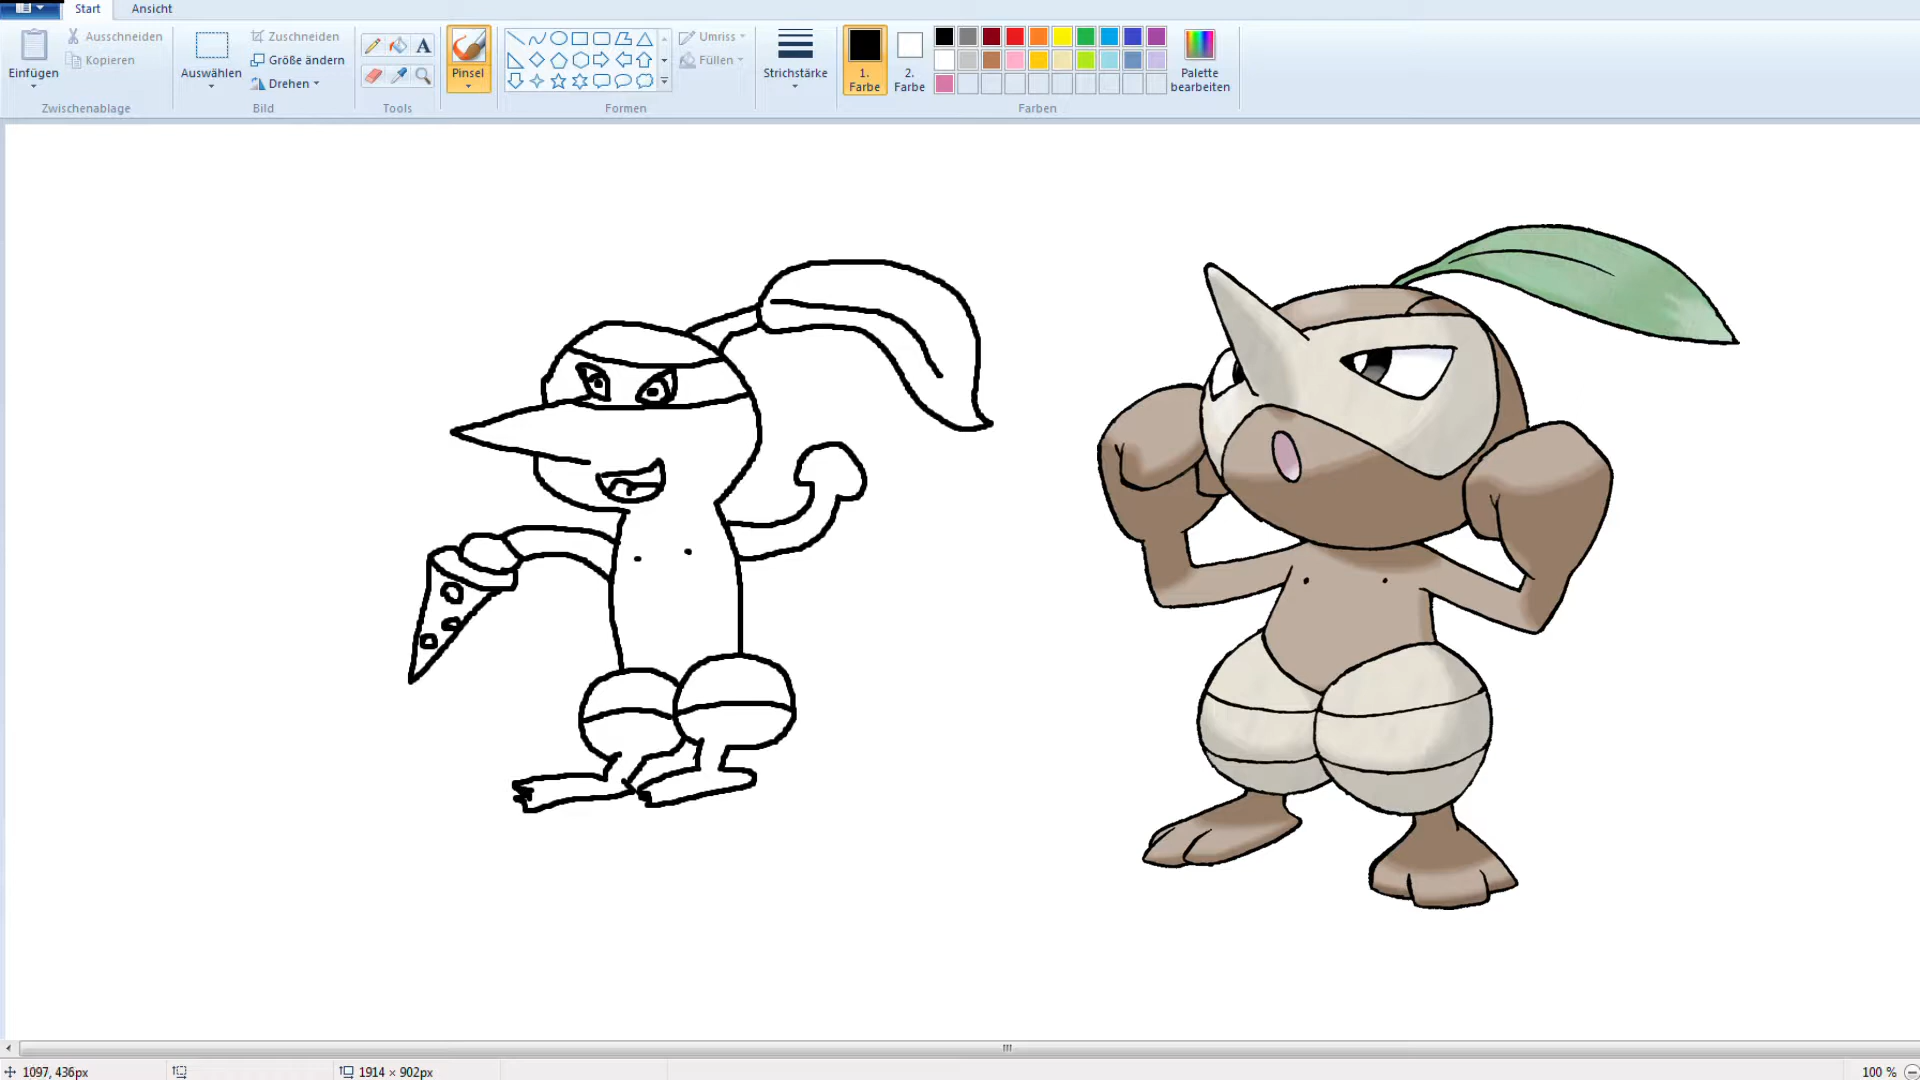 Start Ansicht
Einfügen
Ausschneiden
Kopieren
Zwischenablage
Auswählen
Zuschneiden
Größe ändern
Drehen
Bild
A
Tools
Pinsel
Formen
Umriss
Füllen
Strichstärke
1.
Farbe
2.
Farbe
Farben
Palette
bearbeiten
1097, 436px
1914 × 902px
100 %